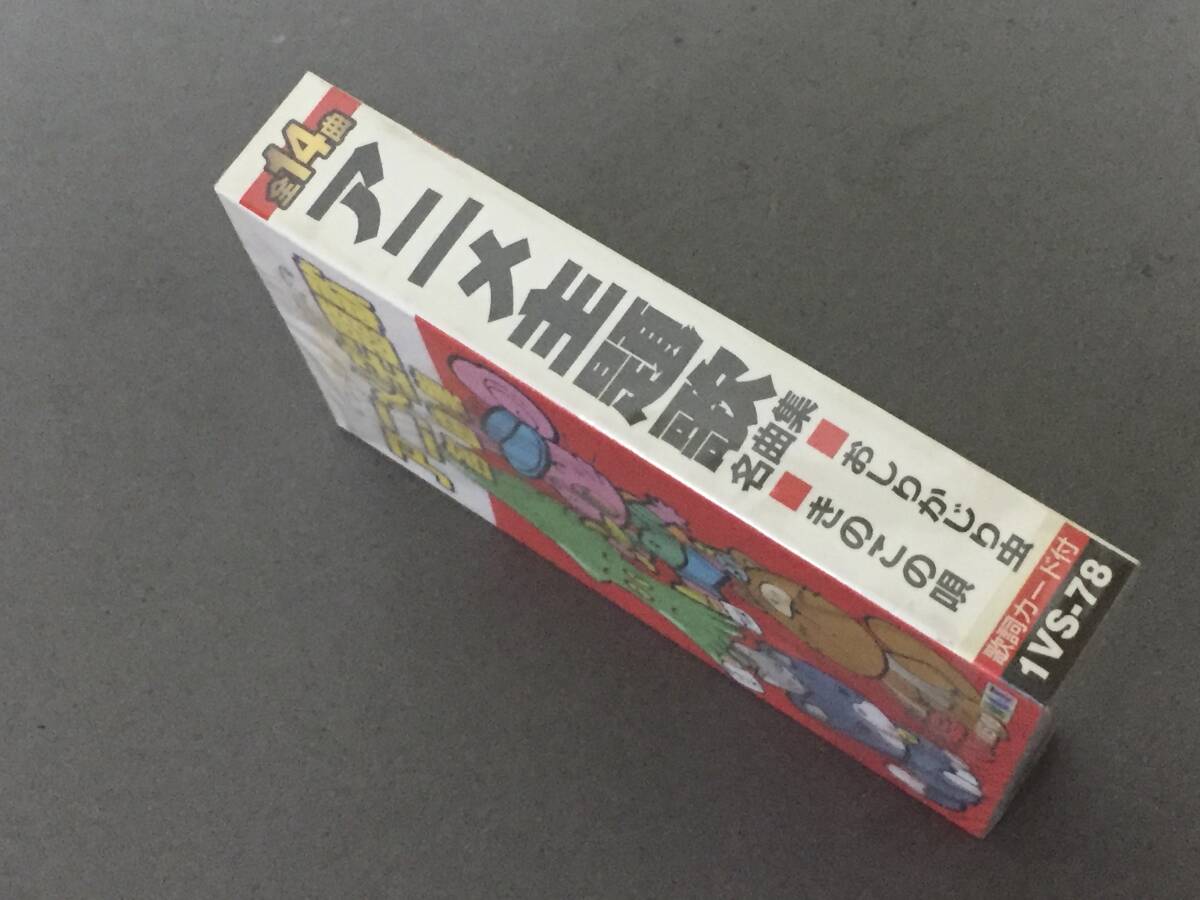 全14曲
アニメ主題歌
名曲集
■おしりかじり虫
■きのこの唄
歌詞カード付
1VS-78